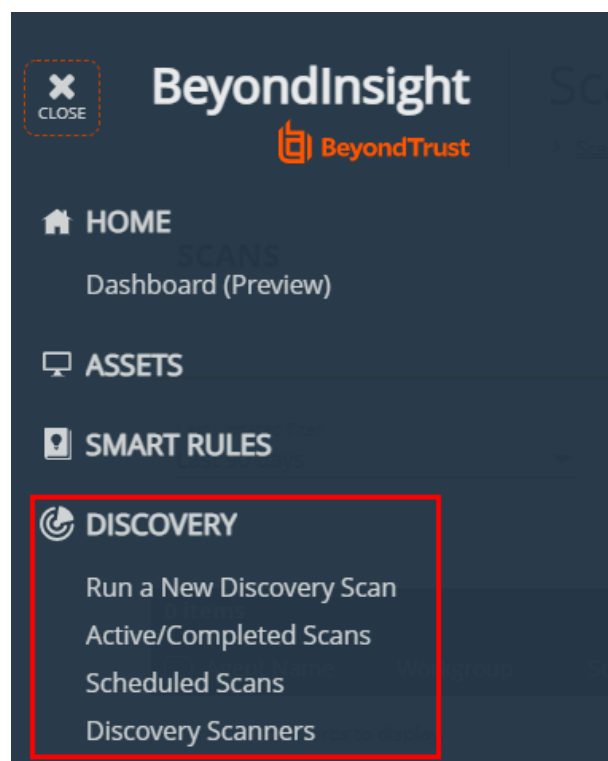 BeyondInsight
CLOSE
BeyondTrust
HOME
SCANS
Dashboard (Preview)
ASSETS
SMART RULES
DISCOVERY
Run a New Discovery Scan
Active/Completed Scans
Scheduled Scans
Discovery Scanners